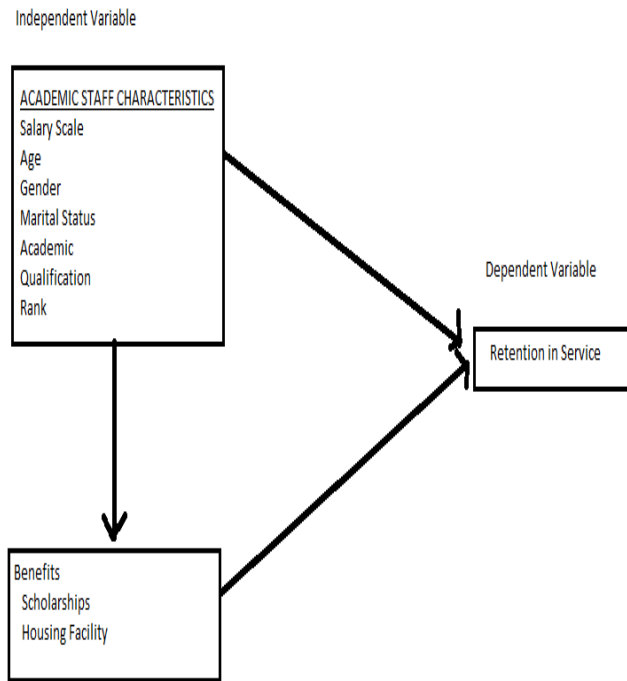 Independent Variable
ACADEMIC STAFF CHARACTERISTICS
Salary Scale
Age
Gender
Marital Status
Academic
Qualification
Rank
Dependent Variable
Retention in Service
Benefits
Scholarships
Housing Facility